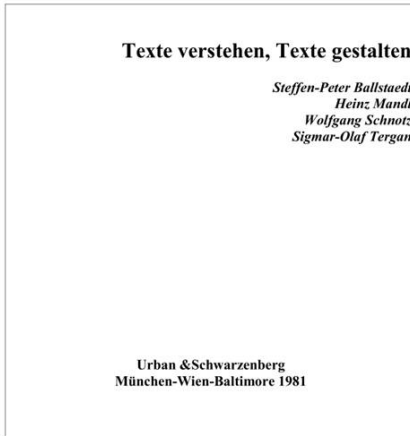 Texte verstehen, Texte gestalten
Steffen-Peter Ballstaedt
Heinz Mandl
Wolfgang Schnotz
Sigmar-Olaf Tergan
Urban &Schwarzenberg
München-Wien-Baltimore 1981